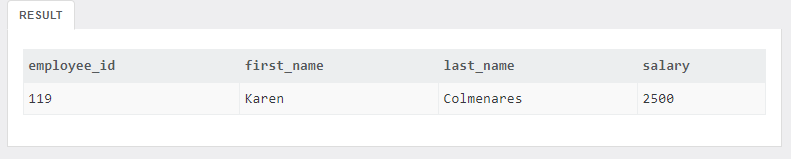 RESULT
employee_id first_name last_name salary
119 Karen Colmenares 2500